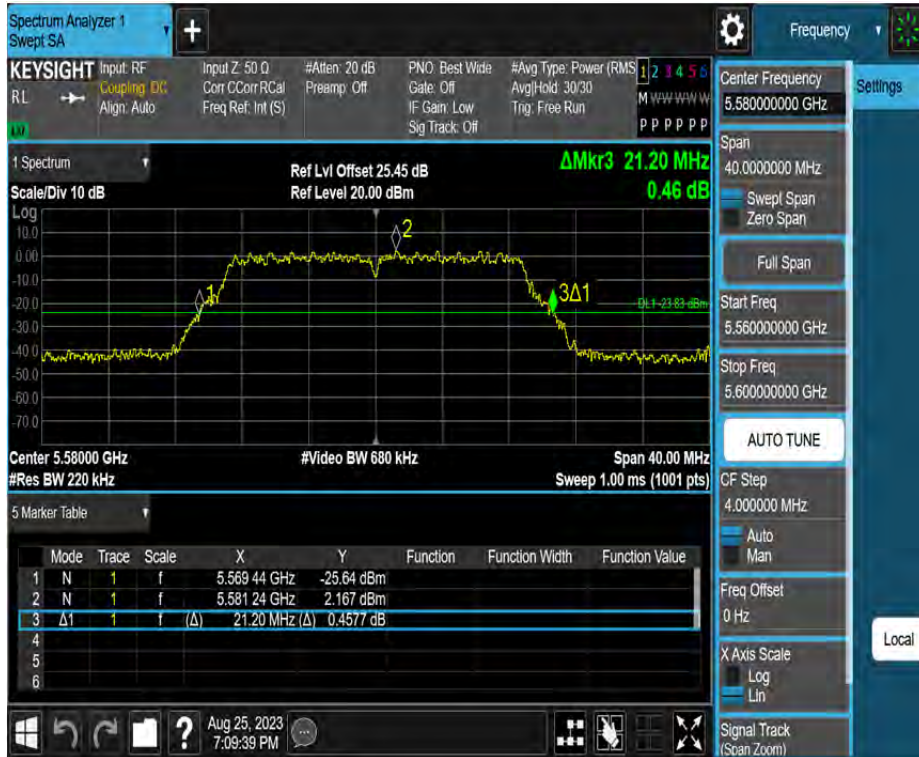 Spectrum Analyzer 1
Swept SA
Frequency
KEYSIGHT
RL
Input: RF
Coupling: DC
Align: Auto
Input Z: 50 Ω
Corr CCorr RCal
Freq Ref: Int (S)
#Atten: 20 dB
Preamp: Off
PNO: Best Wide
Gate: Off
IF Gain: Low
Sig Track: Off
#Avg Type: Power (RMS
Avg|Hold: 30/30
Trig: Free Run
1 2 3 4 5 6
M W W W W W
P P P P P P
Center Frequency
5.580000000 GHz
Settings
Span
40.0000000 MHz
Swept Span
Zero Span
Full Span
Start Freq
5.560000000 GHz
Stop Freq
5.600000000 GHz
AUTO TUNE
CF Step
4.000000 MHz
Auto
Man
Freq Offset
0 Hz
X Axis Scale
Log
Lin
Signal Track
(Span Zoom)
Local
1 Spectrum
Scale/Div 10 dB
Ref Lvl Offset 25.45 dB
Ref Level 20.00 dBm
ΔMkr3 21.20 MHz
0.46 dB
Log
10.0
0.00
-10.0
-20.0
-30.0
-40.0
-50.0
-60.0
-70.0
1
2
3Δ1
DL1 -23.83 dBm
Center 5.58000 GHz
#Video BW 680 kHz
Span 40.00 MHz
#Res BW 220 kHz
Sweep 1.00 ms (1001 pts)
5 Marker Table
Mode Trace Scale X Y Function Function Width Function Value
1 N 1 f 5.569 44 GHz -25.64 dBm
2 N 1 f 5.581 24 GHz 2.167 dBm
3 Δ1 1 f (Δ) 21.20 MHz (Δ) 0.4577 dB
4
5
6
?
Aug 25, 2023
7:09:39 PM